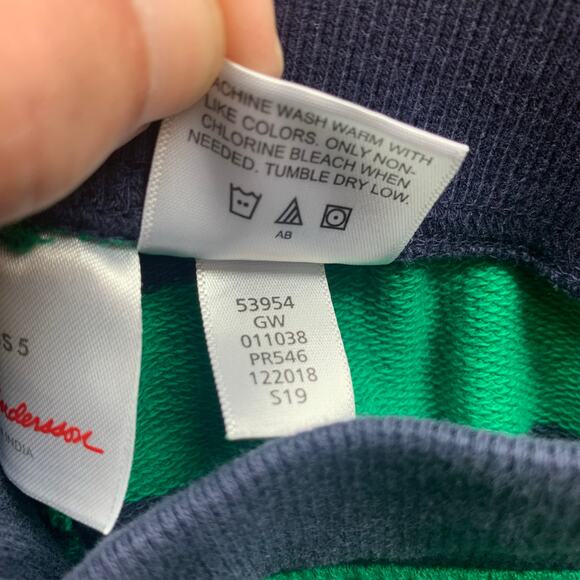 ACHINE WASH WARM WITH
LIKE COLORS. ONLY NON-
CHLORINE BLEACH WHEN
NEEDED. TUMBLE DRY LOW.
AB
53954
GW
011038
PR546
122018
S19
S 5
ndersson
INDIA